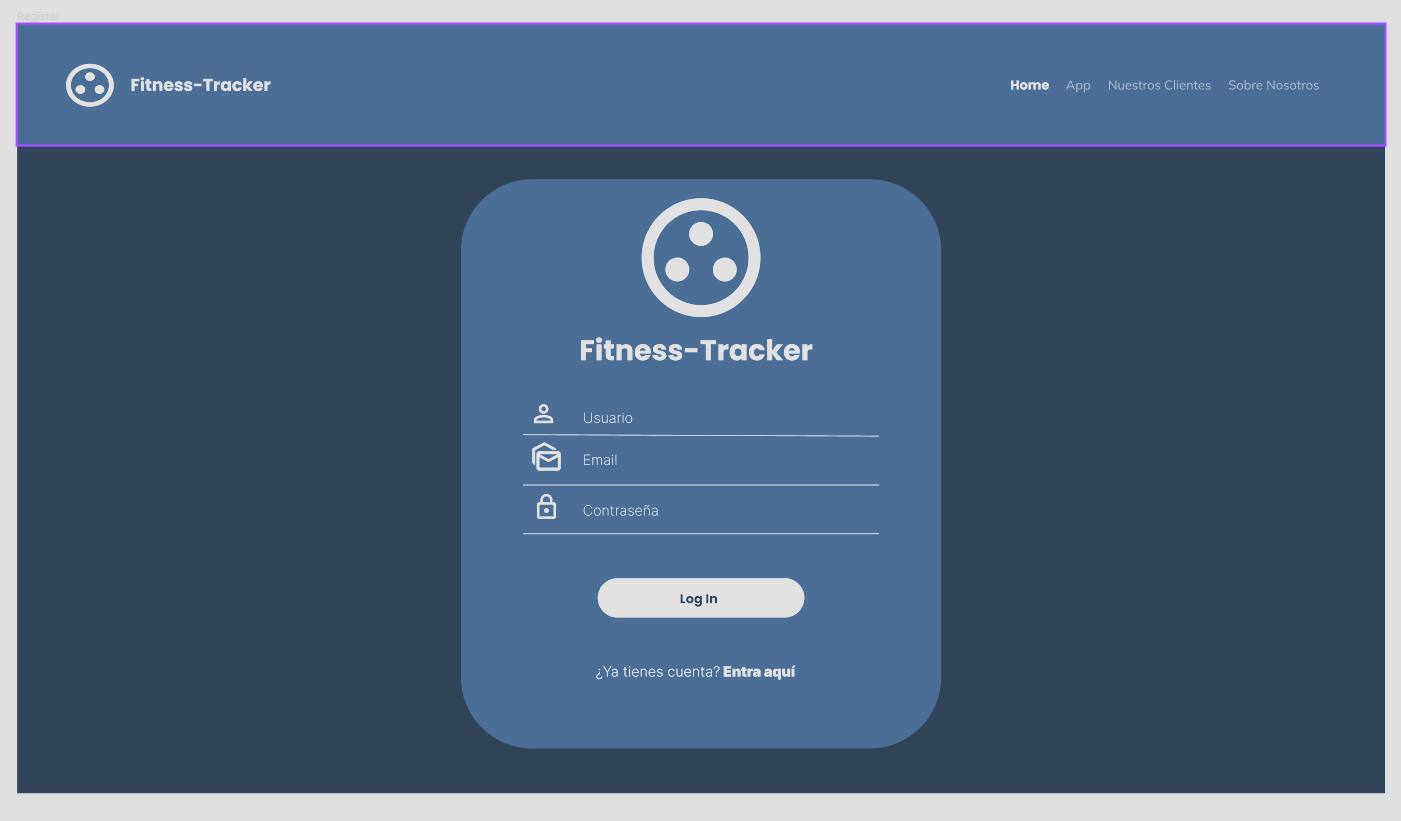 Register
Fitness-Tracker
Home App Nuestros Clientes Sobre Nosotros
Fitness-Tracker
Usuario
Email
Contraseña
Log In
¿Ya tienes cuenta? Entra aquí